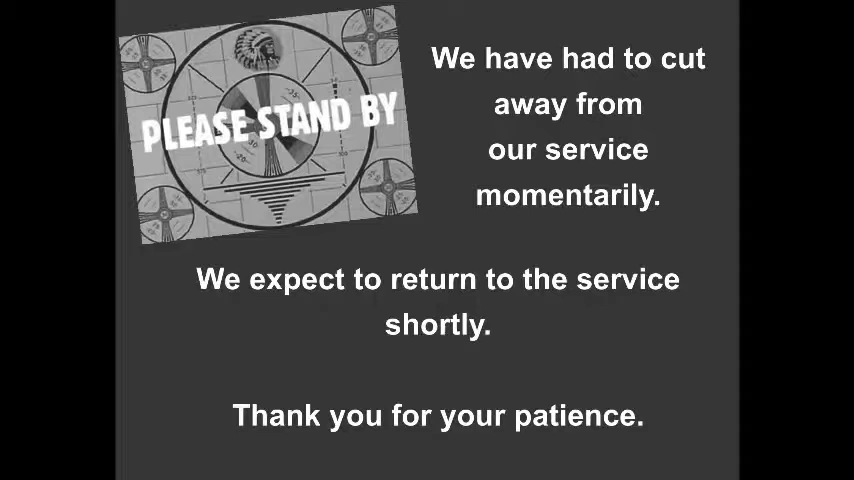 PLEASE STAND BY
We have had to cut
away from
our service
momentarily.
We expect to return to the service
shortly.
Thank you for your patience.